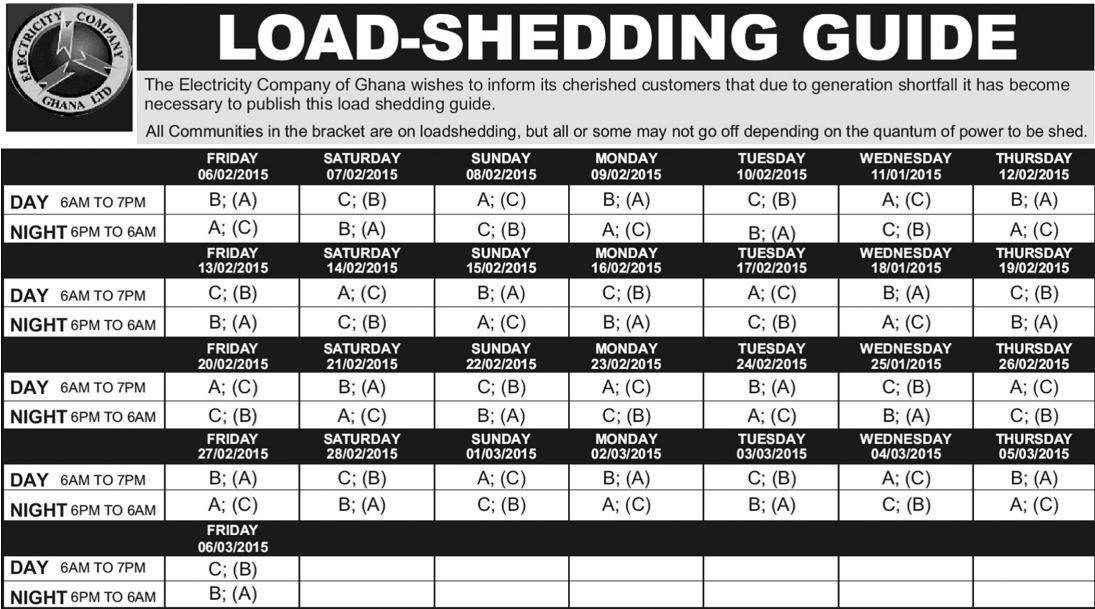 ELECTRICITY COMPANY
GHANA LTD
LOAD-SHEDDING GUIDE
The Electricity Company of Ghana wishes to inform its cherished customers that due to generation shortfall it has become
necessary to publish this load shedding guide.
All Communities in the bracket are on loadshedding, but all or some may not go off depending on the quantum of power to be shed.
FRIDAY SATURDAY SUNDAY MONDAY TUESDAY WEDNESDAY THURSDAY
06/02/2015 07/02/2015 08/02/2015 09/02/2015 10/02/2015 11/01/2015 12/02/2015
DAY 6AM TO 7PM B; (A) C; (B) A; (C) B; (A) C; (B) A; (C) B; (A)
NIGHT 6PM TO 6AM A; (C) B; (A) C; (B) A; (C) B; (A) C; (B) A; (C)
FRIDAY SATURDAY SUNDAY MONDAY TUESDAY WEDNESDAY THURSDAY
13/02/2015 14/02/2015 15/02/2015 16/02/2015 17/02/2015 18/01/2015 19/02/2015
DAY 6AM TO 7PM C; (B) A; (C) B; (A) C; (B) A; (C) B; (A) C; (B)
NIGHT 6PM TO 6AM B; (A) C; (B) A; (C) B; (A) C; (B) A; (C) B; (A)
FRIDAY SATURDAY SUNDAY MONDAY TUESDAY WEDNESDAY THURSDAY
20/02/2015 21/02/2015 22/02/2015 23/02/2015 24/02/2015 25/01/2015 26/02/2015
DAY 6AM TO 7PM A; (C) B; (A) C; (B) A; (C) B; (A) C; (B) A; (C)
NIGHT 6PM TO 6AM C; (B) A; (C) B; (A) C; (B) A; (C) B; (A) C; (B)
FRIDAY SATURDAY SUNDAY MONDAY TUESDAY WEDNESDAY THURSDAY
27/02/2015 28/02/2015 01/03/2015 02/03/2015 03/03/2015 04/03/2015 05/03/2015
DAY 6AM TO 7PM B; (A) C; (B) A; (C) B; (A) C; (B) A; (C) B; (A)
NIGHT 6PM TO 6AM A; (C) B; (A) C; (B) A; (C) B; (A) C; (B) A; (C)
FRIDAY
06/03/2015
DAY 6AM TO 7PM C; (B)
NIGHT 6PM TO 6AM B; (A)